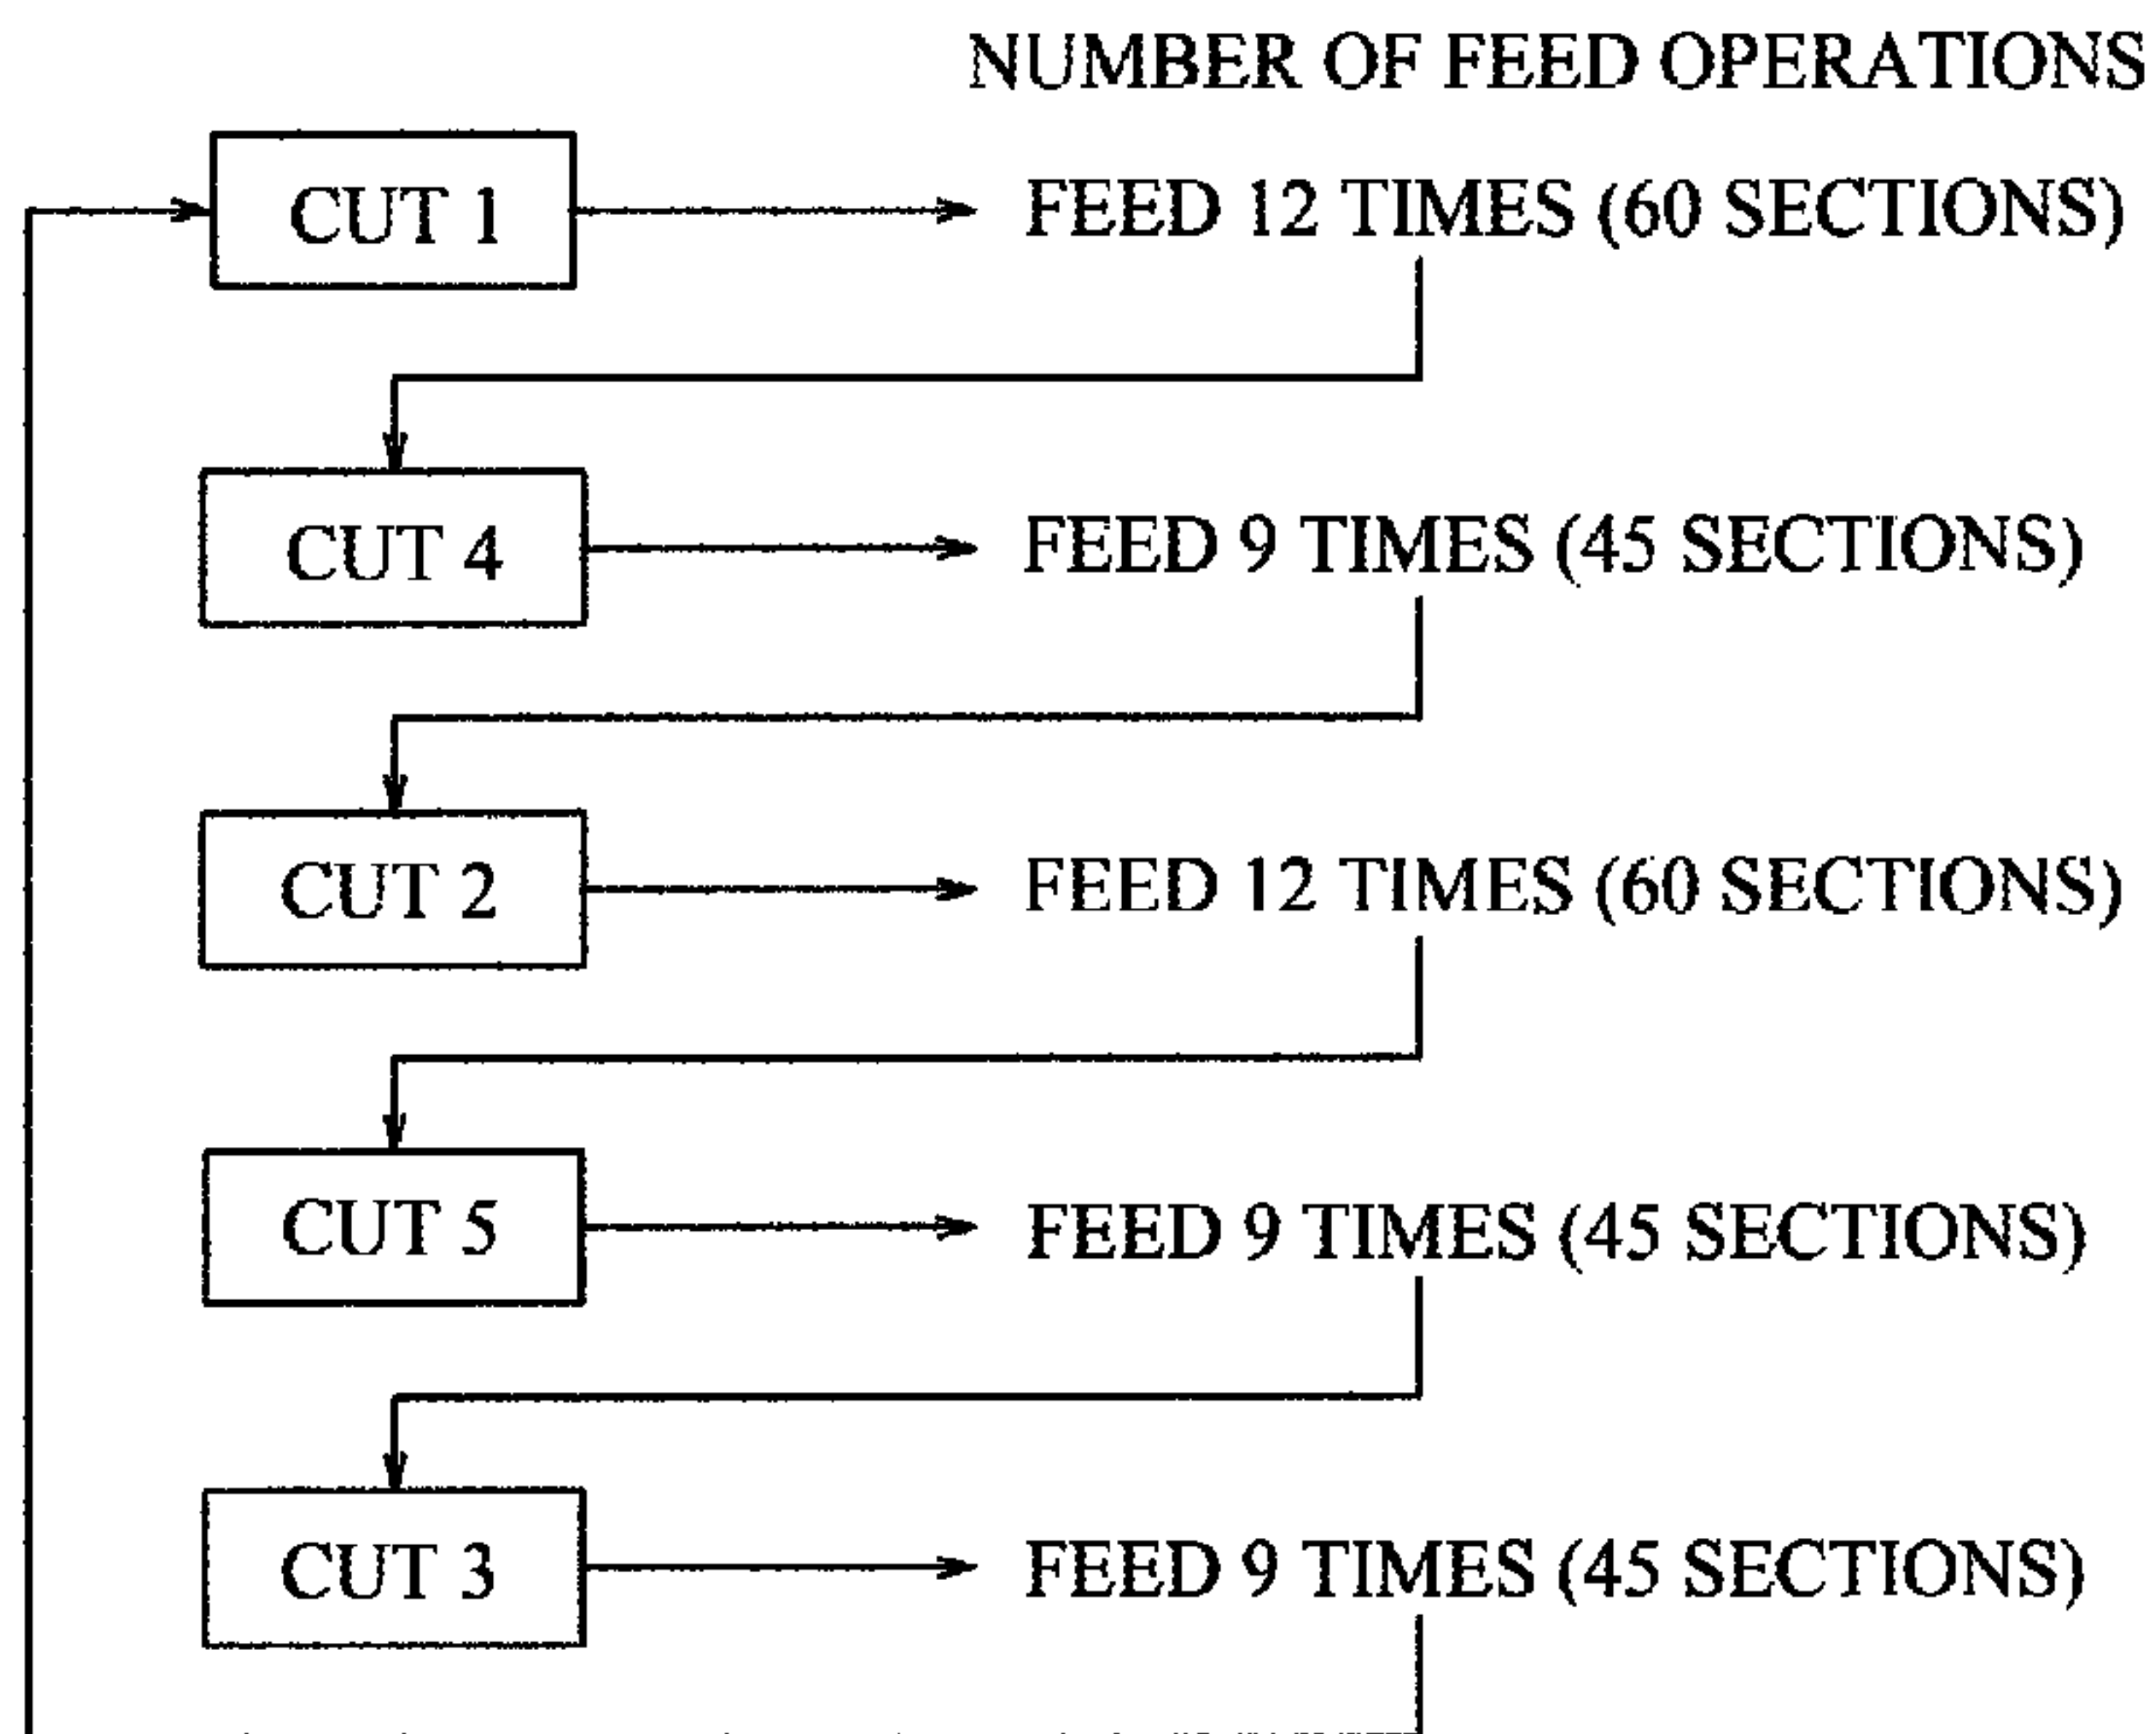 NUMBER OF FEED OPERATIONS
CUT 1 FEED 12 TIMES (60 SECTIONS)
CUT 4 FEED 9 TIMES (45 SECTIONS)
CUT 2 FEED 12 TIMES (60 SECTIONS)
CUT 5 FEED 9 TIMES (45 SECTIONS)
CUT 3 FEED 9 TIMES (45 SECTIONS)